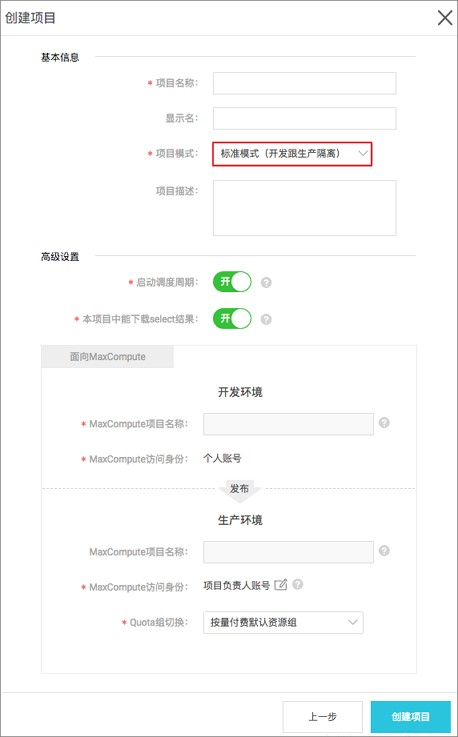 创建项目
基本信息
* 项目名称：
显示名：
* 项目模式： 标准模式（开发跟生产隔离）
项目描述：
高级设置
* 启动调度周期： 开 ?
* 本项目中能下载select结果： 开 ?
面向MaxCompute
开发环境
* MaxCompute项目名称： ?
* MaxCompute访问身份： 个人账号
发布
生产环境
MaxCompute项目名称： ?
* MaxCompute访问身份： 项目负责人账号 ?
* Quota组切换： 按量付费默认资源组
上一步 创建项目